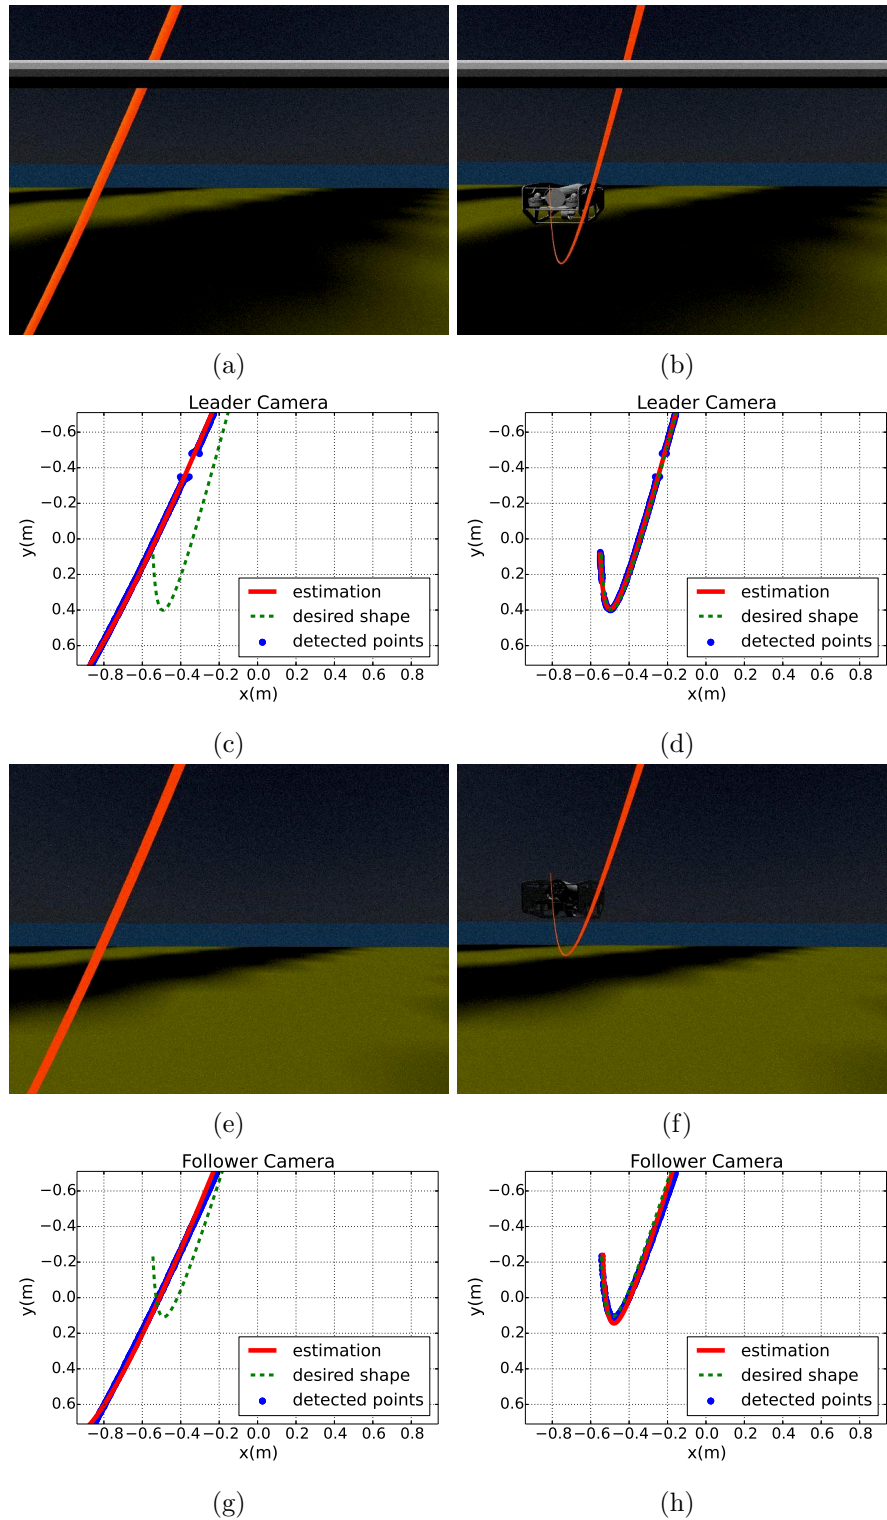 (a) (b)
Leader Camera Leader Camera
−0.6
−0.4
−0.2
0.0
0.2
0.4
0.6
y(m)
estimation
desired shape
detected points
−0.8 −0.6 −0.4 −0.2 0.0 0.2 0.4 0.6 0.8
x(m)
−0.6
−0.4
−0.2
0.0
0.2
0.4
0.6
y(m)
estimation
desired shape
detected points
−0.8 −0.6 −0.4 −0.2 0.0 0.2 0.4 0.6 0.8
x(m)
(c) (d)
(e) (f)
Follower Camera Follower Camera
−0.6
−0.4
−0.2
0.0
0.2
0.4
0.6
y(m)
estimation
desired shape
detected points
−0.8 −0.6 −0.4 −0.2 0.0 0.2 0.4 0.6 0.8
x(m)
−0.6
−0.4
−0.2
0.0
0.2
0.4
0.6
y(m)
estimation
desired shape
detected points
−0.8 −0.6 −0.4 −0.2 0.0 0.2 0.4 0.6 0.8
x(m)
(g) (h)